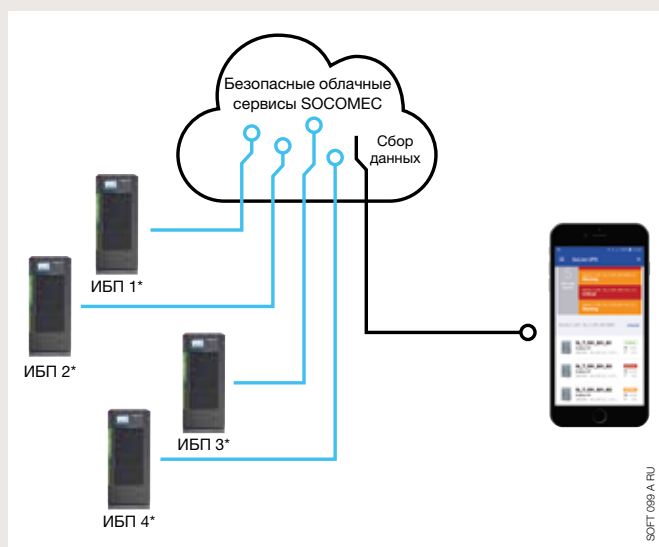 Безопасные облачные
сервисы SOCOMEC
Сбор
данных
ИБП 1*
ИБП 2*
ИБП 3*
ИБП 4*
SOFT 099 A RU